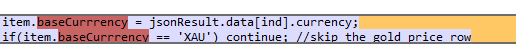 item.baseCurrrency = jsonResult.data[ind].currency;
if(item.baseCurrrency == 'XAU') continue; //skip the gold price row